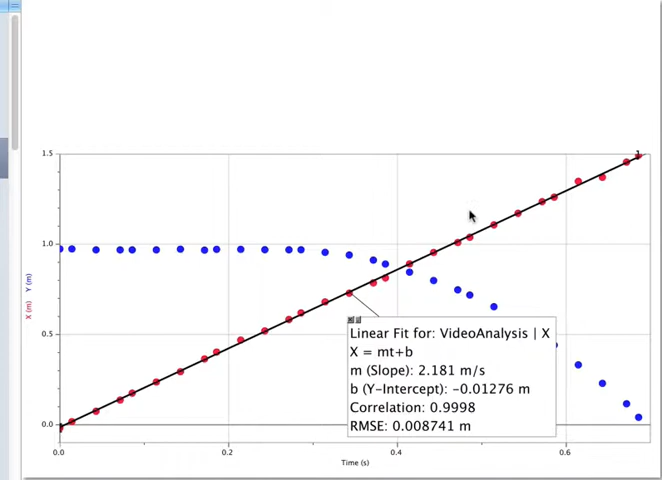 1.5
1.0
0.5
0.0
X (m)
Y (m)
0.0
0.2
0.4
0.6
Time (s)
Linear Fit for: VideoAnalysis | X
X = mt+b
m (Slope): 2.181 m/s
b (Y-Intercept): -0.01276 m
Correlation: 0.9998
RMSE: 0.008741 m